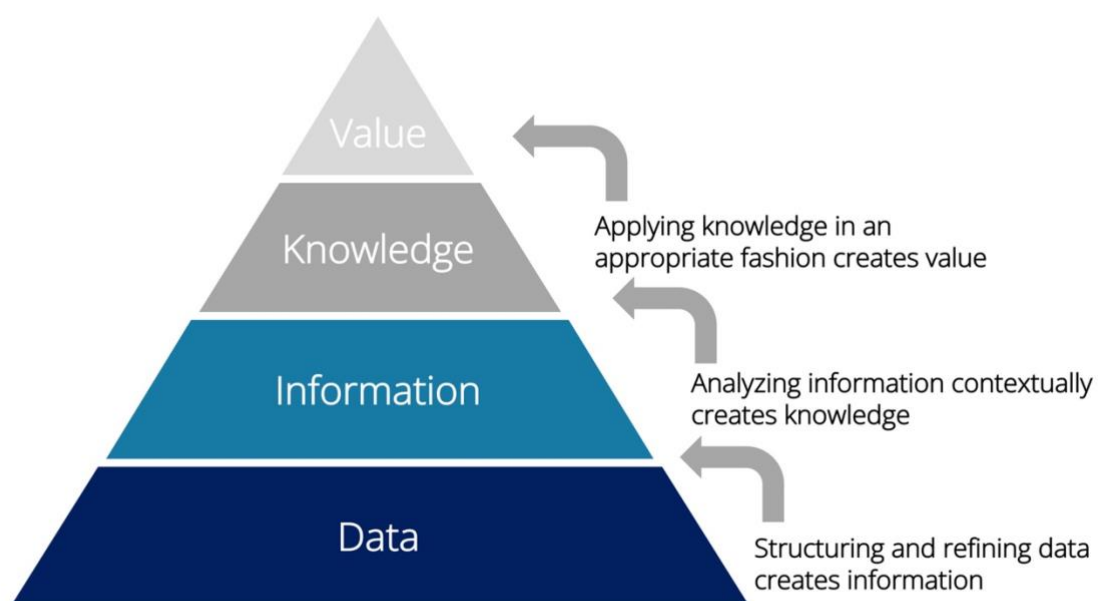 Value
Applying knowledge in an
appropriate fashion creates value
Knowledge
Analyzing information contextually
creates knowledge
Information
Structuring and refining data
creates information
Data